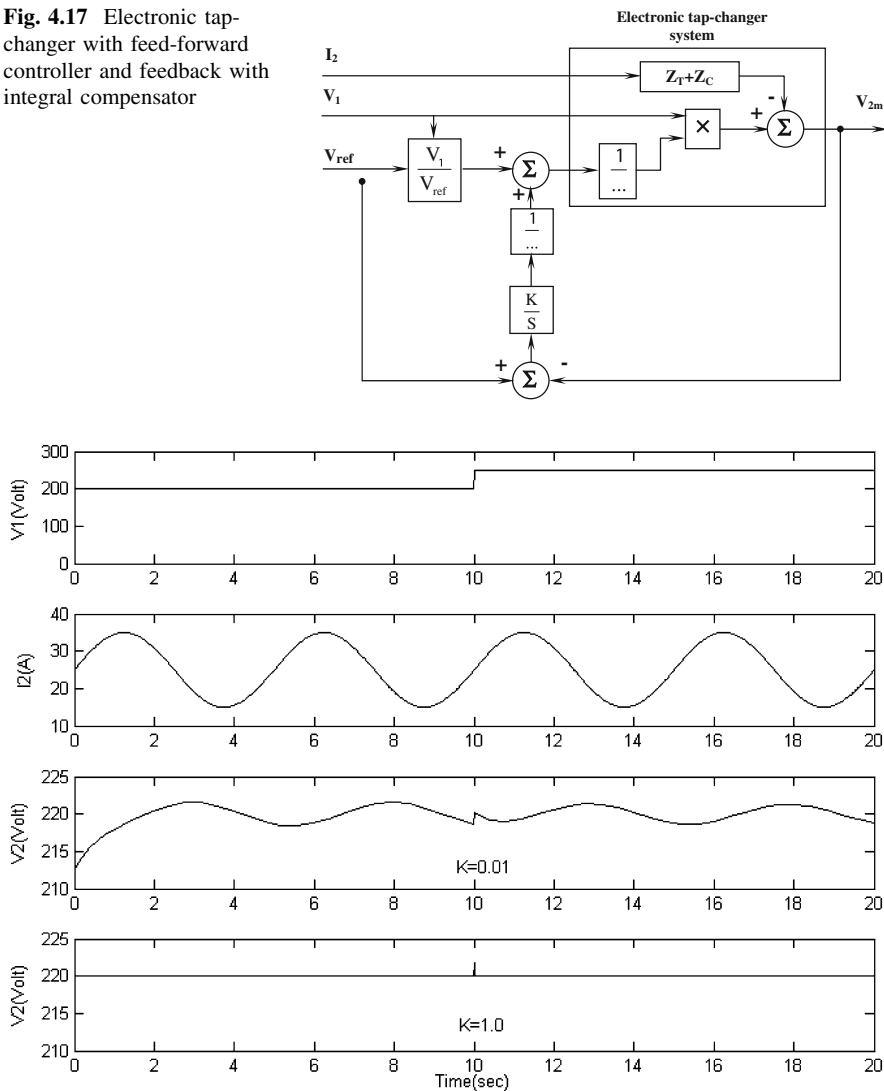 Fig. 4.17 Electronic tap-
changer with feed-forward
controller and feedback with
integral compensator
Electronic tap-changer
system
I2
ZT+ZC
V1
V2m
Vref
V1
Vref
+
Σ
+
1
...
×
+
-
Σ
1
...
K
S
+
Σ
-
300
200
100
0
V1(Volt)
0 2 4 6 8 10 12 14 16 18 20
40
30
20
10
I2(A)
0 2 4 6 8 10 12 14 16 18 20
225
220
215
210
V2(Volt)
K=0.01
0 2 4 6 8 10 12 14 16 18 20
225
220
215
210
V2(Volt)
K=1.0
0 2 4 6 8 10 12 14 16 18 20
Time(sec)